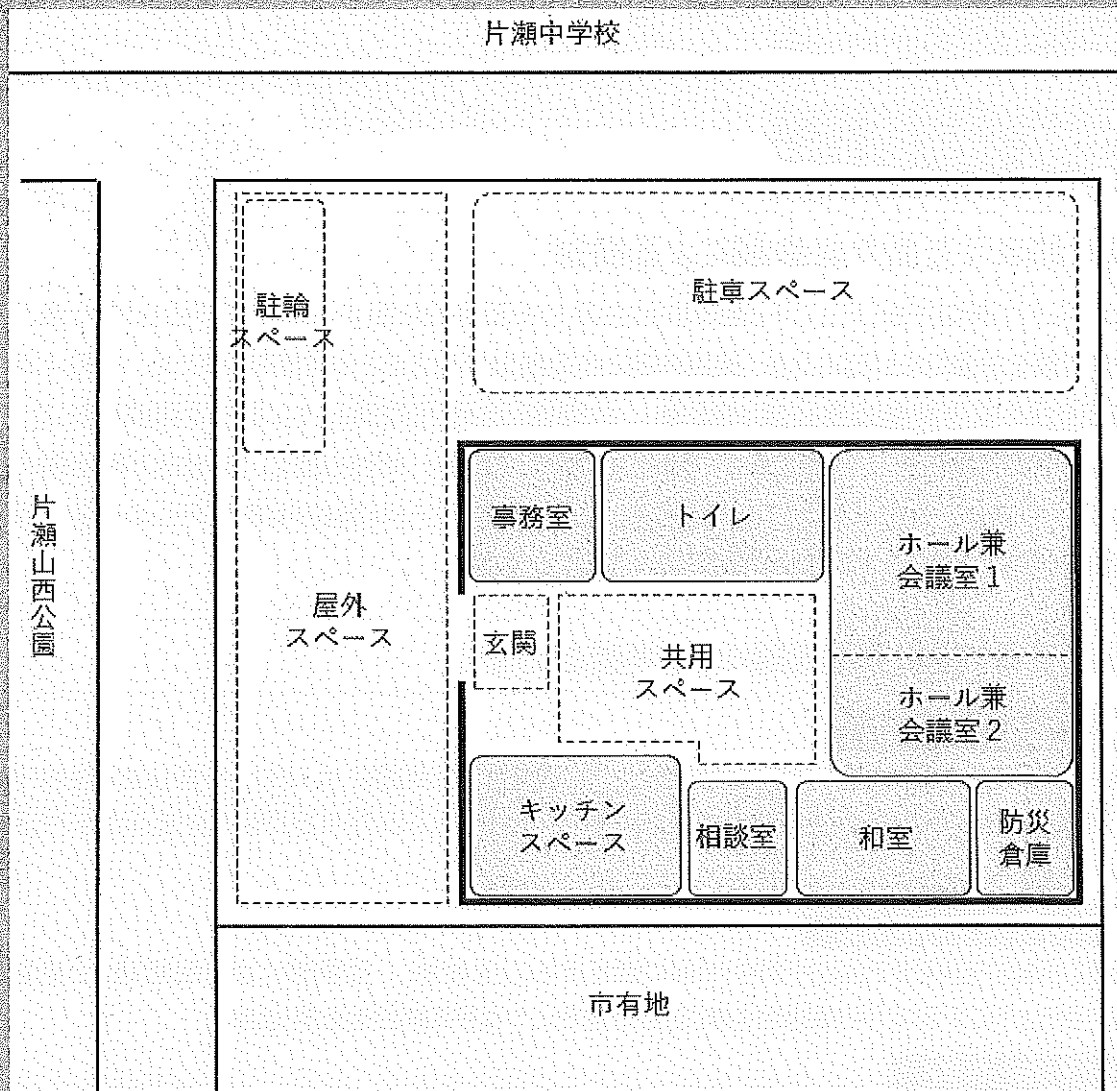 片瀬中学校
駐車スペース
駐輪
スペース
片瀬山西公園
事務室
トイレ
ホール兼
会議室1
屋外
スペース
玄関
共用
スペース
ホール兼
会議室2
キッチン
スペース
相談室
和室
防災
倉庫
市有地